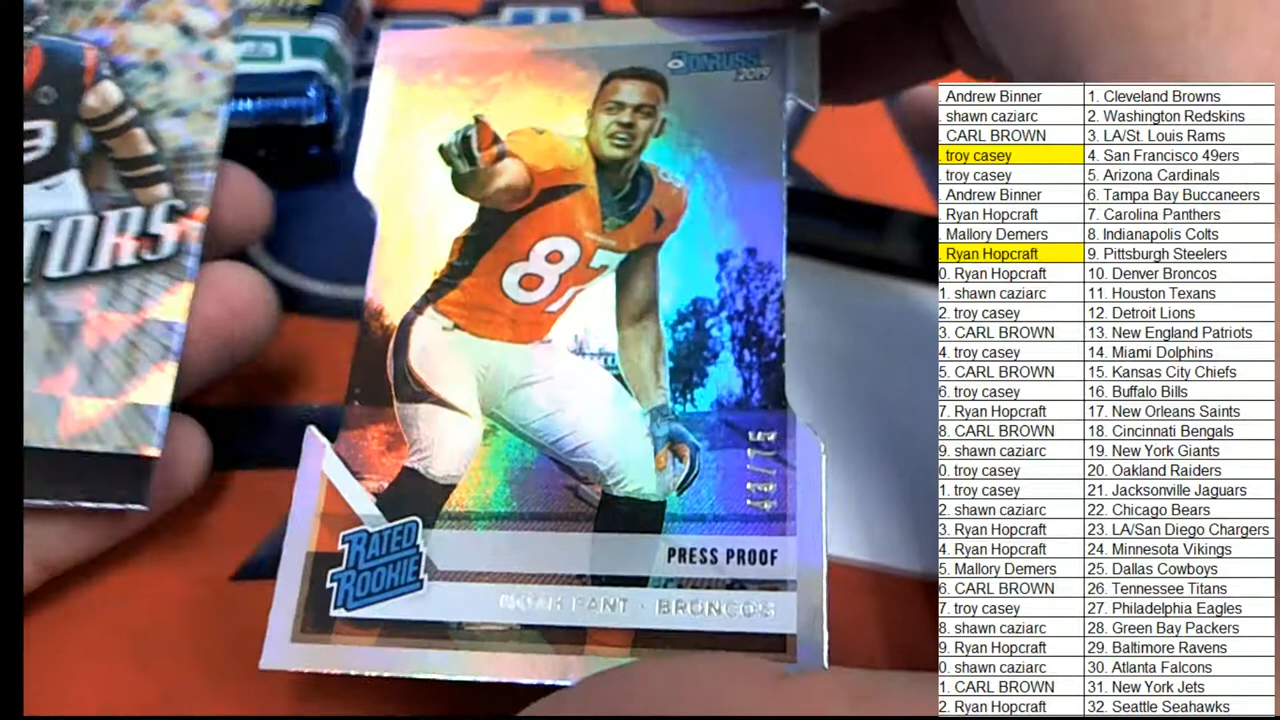 DONRUSS
2019
87
87
TORS
/75
PRESS PROOF
RATED
ROOKIE
NOAH FANT · BRONCOS
. Andrew Binner 1. Cleveland Browns
. shawn caziarc 2. Washington Redskins
CARL BROWN 3. LA/St. Louis Rams
. troy casey 4. San Francisco 49ers
. troy casey 5. Arizona Cardinals
. Andrew Binner 6. Tampa Bay Buccaneers
. Ryan Hopcraft 7. Carolina Panthers
Mallory Demers 8. Indianapolis Colts
. Ryan Hopcraft 9. Pittsburgh Steelers
0. Ryan Hopcraft 10. Denver Broncos
1. shawn caziarc 11. Houston Texans
2. troy casey 12. Detroit Lions
3. CARL BROWN 13. New England Patriots
4. troy casey 14. Miami Dolphins
5. CARL BROWN 15. Kansas City Chiefs
6. troy casey 16. Buffalo Bills
7. Ryan Hopcraft 17. New Orleans Saints
8. CARL BROWN 18. Cincinnati Bengals
9. shawn caziarc 19. New York Giants
0. troy casey 20. Oakland Raiders
1. troy casey 21. Jacksonville Jaguars
2. shawn caziarc 22. Chicago Bears
3. Ryan Hopcraft 23. LA/San Diego Chargers
4. Ryan Hopcraft 24. Minnesota Vikings
5. Mallory Demers 25. Dallas Cowboys
6. CARL BROWN 26. Tennessee Titans
7. troy casey 27. Philadelphia Eagles
8. shawn caziarc 28. Green Bay Packers
9. Ryan Hopcraft 29. Baltimore Ravens
0. shawn caziarc 30. Atlanta Falcons
1. CARL BROWN 31. New York Jets
2. Ryan Hopcraft 32. Seattle Seahawks